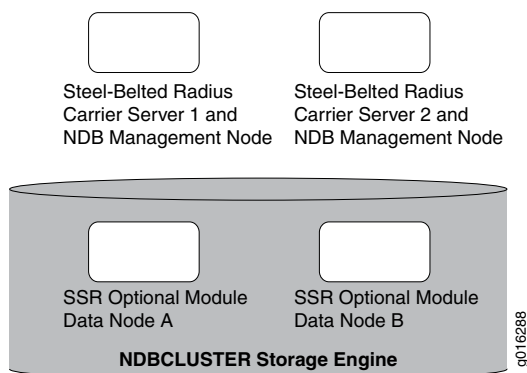 Steel-Belted Radius
Carrier Server 1 and
NDB Management Node
Steel-Belted Radius
Carrier Server 2 and
NDB Management Node
SSR Optional Module
Data Node A
SSR Optional Module
Data Node B
NDBCLUSTER Storage Engine
g016288